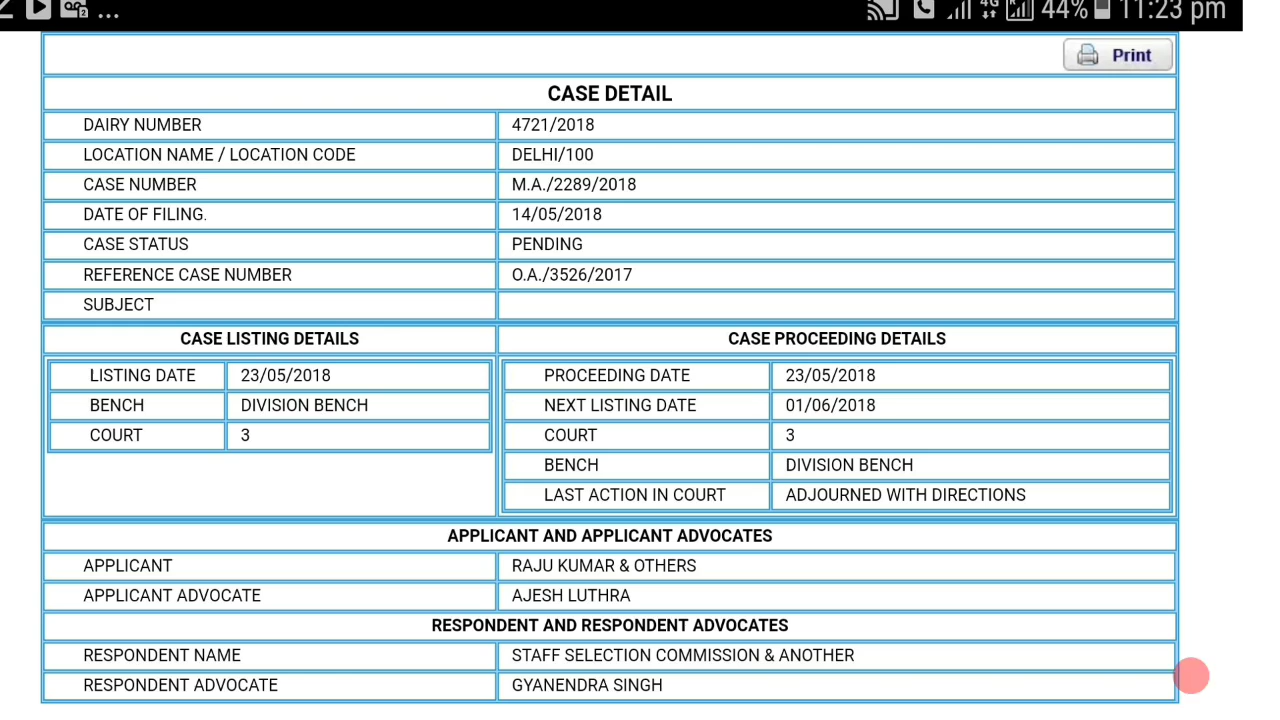 ... 4G 44% 11:23 pm
Print
CASE DETAIL
DAIRY NUMBER 4721/2018
LOCATION NAME / LOCATION CODE DELHI/100
CASE NUMBER M.A./2289/2018
DATE OF FILING. 14/05/2018
CASE STATUS PENDING
REFERENCE CASE NUMBER O.A./3526/2017
SUBJECT
CASE LISTING DETAILS
LISTING DATE 23/05/2018
BENCH DIVISION BENCH
COURT 3
CASE PROCEEDING DETAILS
PROCEEDING DATE 23/05/2018
NEXT LISTING DATE 01/06/2018
COURT 3
BENCH DIVISION BENCH
LAST ACTION IN COURT ADJOURNED WITH DIRECTIONS
APPLICANT AND APPLICANT ADVOCATES
APPLICANT RAJU KUMAR & OTHERS
APPLICANT ADVOCATE AJESH LUTHRA
RESPONDENT AND RESPONDENT ADVOCATES
RESPONDENT NAME STAFF SELECTION COMMISSION & ANOTHER
RESPONDENT ADVOCATE GYANENDRA SINGH